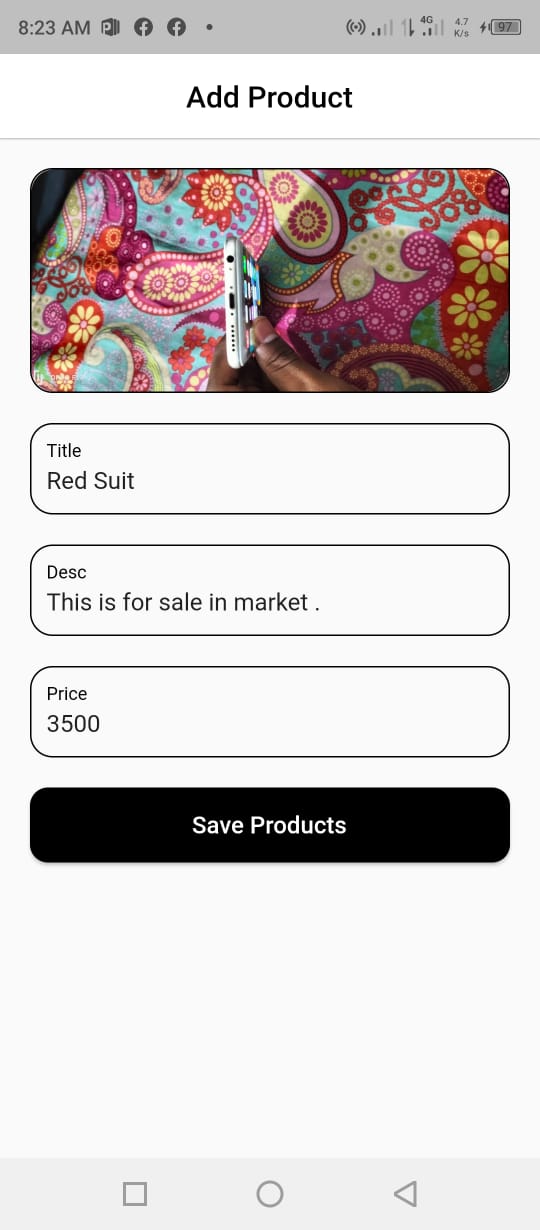 8:23 AM 4G 4.7 K/s 97
Add Product
Title
Red Suit
Desc
This is for sale in market .
Price
3500
Save Products